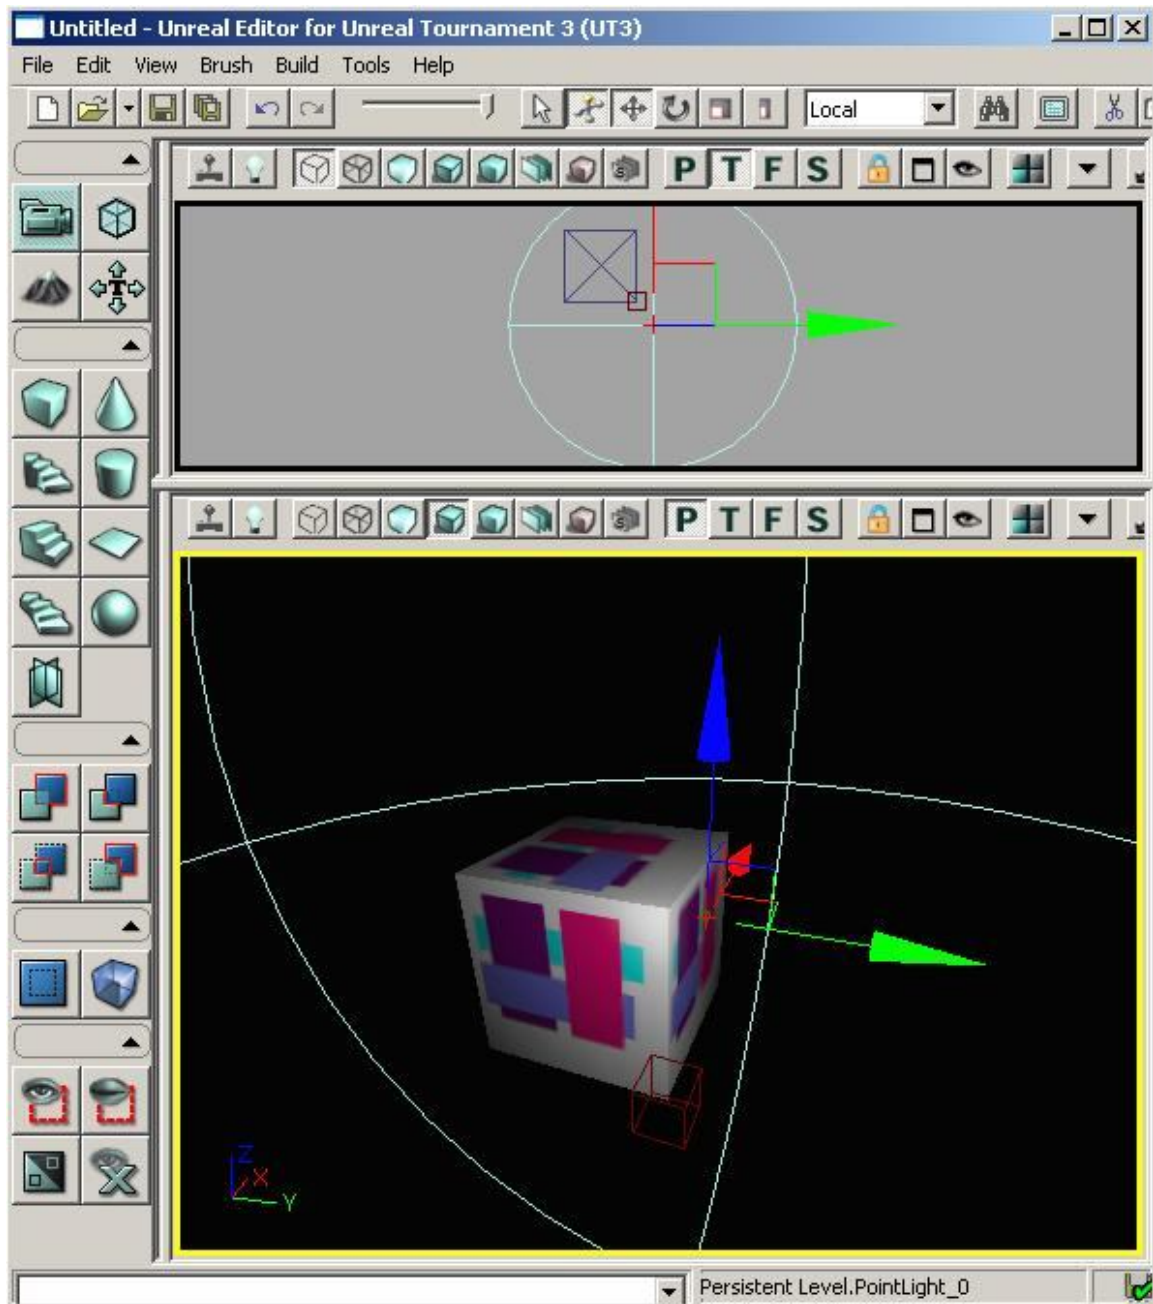 Untitled - Unreal Editor for Unreal Tournament 3 (UT3)
File Edit View Brush Build Tools Help
Local
P T F S
P T F S
Z
X
Y
Persistent Level.PointLight_0